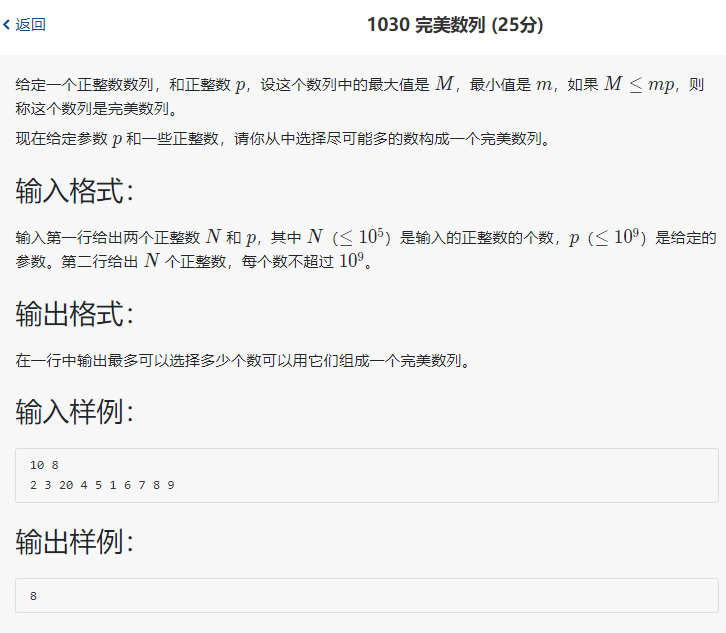 返回
1030 完美数列 (25分)
给定一个正整数数列，和正整数 p，设这个数列中的最大值是 M，最小值是 m，如果 M ≤ mp，则
称这个数列是完美数列。
现在给定参数 p 和一些正整数，请你从中选择尽可能多的数构成一个完美数列。
输入格式：
输入第一行给出两个正整数 N 和 p，其中 N（≤ 10⁵）是输入的正整数的个数，p（≤ 10⁹）是给定的
参数。第二行给出 N 个正整数，每个数不超过 10⁹。
输出格式：
在一行中输出最多可以选择多少个数可以用它们组成一个完美数列。
输入样例：
10 8
2 3 20 4 5 1 6 7 8 9
输出样例：
8